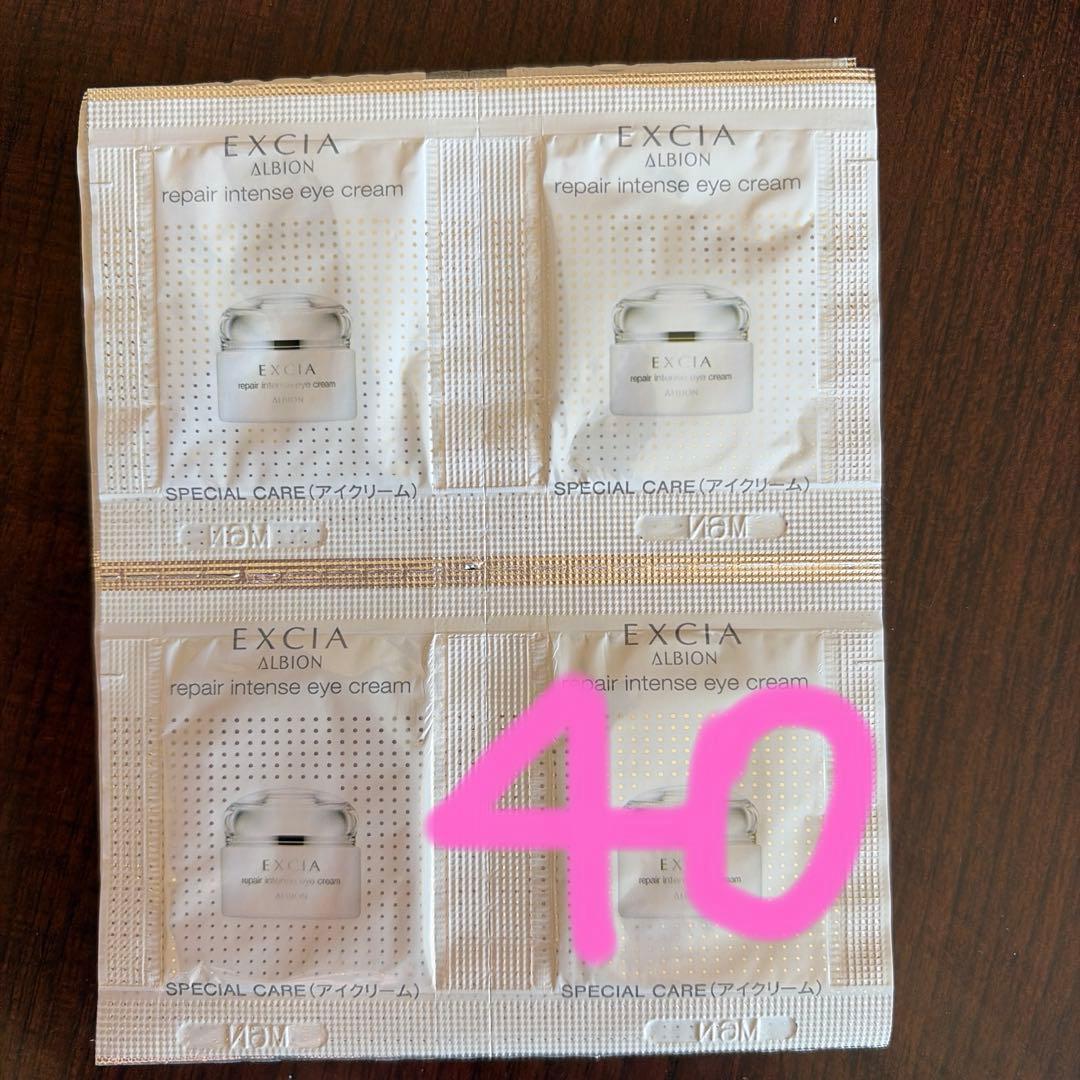 EXCIA
ALBION
repair intense eye cream
EXCIA
repair intense eye cream
ALBION
SPECIAL CARE(アイクリーム)
MGN
EXCIA
ALBION
repair intense eye cream
EXCIA
repair intense eye cream
ALBION
SPECIAL CARE(アイクリーム)
MGN
EXCIA
ALBION
repair intense eye cream
EXCIA
repair intense eye cream
ALBION
SPECIAL CARE(アイクリーム)
MGN
EXCIA
ALBION
repair intense eye cream
40
SPECIAL CARE(アイクリーム)
MGN